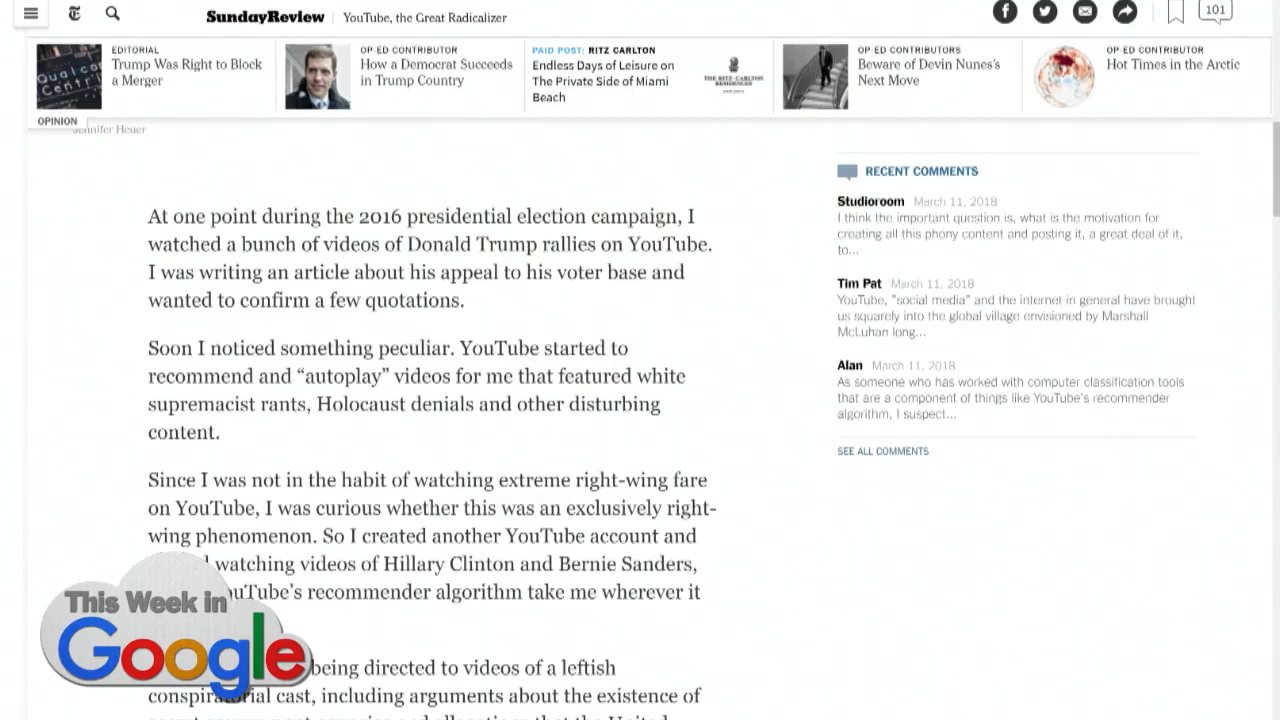 SundayReview | YouTube, the Great Radicalizer
101
EDITORIAL
Trump Was Right to Block
a Merger
OP-ED CONTRIBUTOR
How a Democrat Succeeds
in Trump Country
PAID POST: RITZ CARLTON
Endless Days of Leisure on
The Private Side of Miami
Beach
THE RITZ-CARLTON
RESIDENCES
OP-ED CONTRIBUTORS
Beware of Devin Nunes's
Next Move
OP-ED CONTRIBUTOR
Hot Times in the Arctic
OPINION
Jennifer Heuer
At one point during the 2016 presidential election campaign, I
watched a bunch of videos of Donald Trump rallies on YouTube.
I was writing an article about his appeal to his voter base and
wanted to confirm a few quotations.
Soon I noticed something peculiar. YouTube started to
recommend and “autoplay” videos for me that featured white
supremacist rants, Holocaust denials and other disturbing
content.
Since I was not in the habit of watching extreme right-wing fare
on YouTube, I was curious whether this was an exclusively right-
wing phenomenon. So I created another YouTube account and
watching videos of Hillary Clinton and Bernie Sanders,
uTube's recommender algorithm take me wherever it
being directed to videos of a leftish
conspiratorial cast, including arguments about the existence of
RECENT COMMENTS
Studioroom March 11, 2018
I think the important question is, what is the motivation for
creating all this phony content and posting it, a great deal of it,
to...
Tim Pat March 11, 2018
YouTube, "social media" and the internet in general have brought
us squarely into the global village envisioned by Marshall
McLuhan long...
Alan March 11, 2018
As someone who has worked with computer classification tools
that are a component of things like YouTube's recommender
algorithm, I suspect...
SEE ALL COMMENTS
This Week in
Google